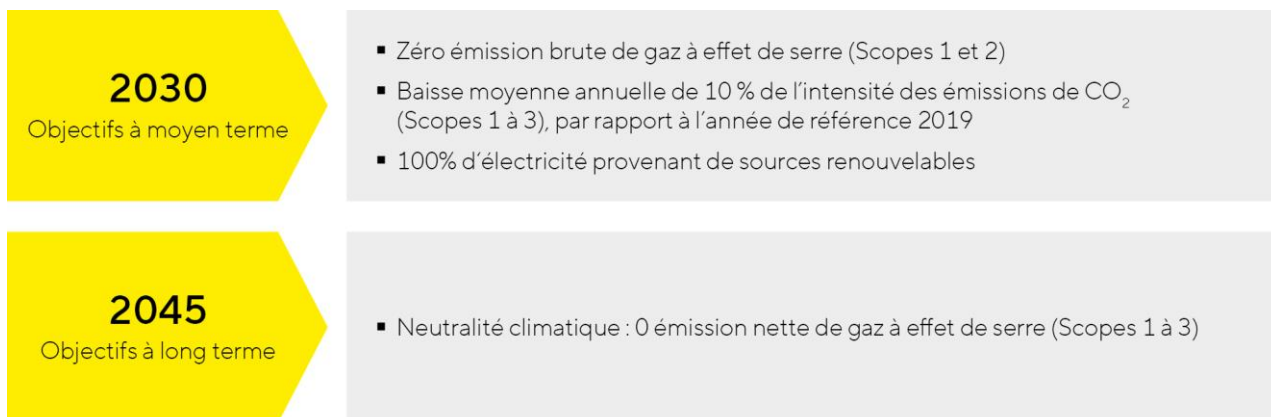 2030
Objectifs à moyen terme
▪ Zéro émission brute de gaz à effet de serre (Scopes 1 et 2)
▪ Baisse moyenne annuelle de 10 % de l’intensité des émissions de CO₂
(Scopes 1 à 3), par rapport à l’année de référence 2019
▪ 100% d’électricité provenant de sources renouvelables
2045
Objectifs à long terme
▪ Neutralité climatique : 0 émission nette de gaz à effet de serre (Scopes 1 à 3)